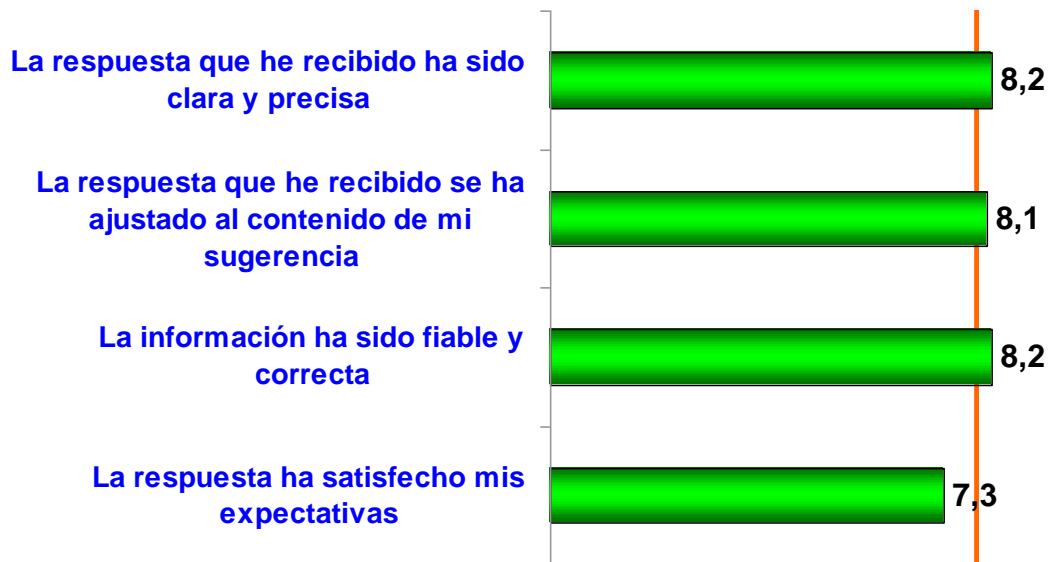 La respuesta que he recibido ha sido
clara y precisa
8,2
La respuesta que he recibido se ha
ajustado al contenido de mi
sugerencia
8,1
La información ha sido fiable y
correcta
8,2
La respuesta ha satisfecho mis
expectativas
7,3